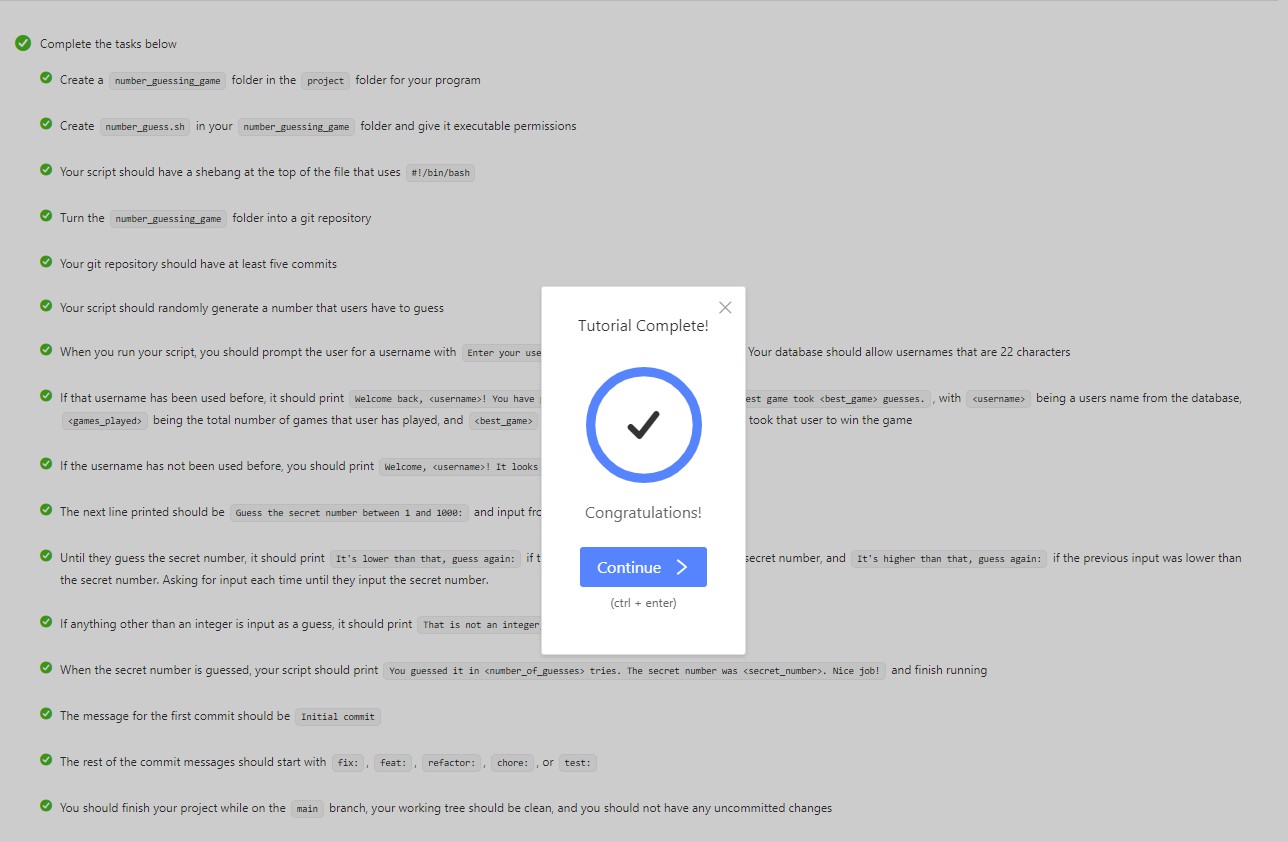 Complete the tasks below
Create a number_guessing_game folder in the project folder for your program
Create number_guess.sh in your number_guessing_game folder and give it executable permissions
Your script should have a shebang at the top of the file that uses #!/bin/bash
Turn the number_guessing_game folder into a git repository
Your git repository should have at least five commits
Your script should randomly generate a number that users have to guess
When you run your script, you should prompt the user for a username with Enter your use Your database should allow usernames that are 22 characters
If that username has been used before, it should print Welcome back, <username>! You have est game took <best_game> guesses. , with <username> being a users name from the database,
<games_played> being the total number of games that user has played, and <best_game> took that user to win the game
If the username has not been used before, you should print Welcome, <username>! It looks
The next line printed should be Guess the secret number between 1 and 1000: and input fro
Until they guess the secret number, it should print It's lower than that, guess again: if t secret number, and It's higher than that, guess again: if the previous input was lower than
the secret number. Asking for input each time until they input the secret number.
If anything other than an integer is input as a guess, it should print That is not an integer
When the secret number is guessed, your script should print You guessed it in <number_of_guesses> tries. The secret number was <secret_number>. Nice job! and finish running
The message for the first commit should be Initial commit
The rest of the commit messages should start with fix: , feat: , refactor: , chore: , or test:
You should finish your project while on the main branch, your working tree should be clean, and you should not have any uncommitted changes
Tutorial Complete!
Congratulations!
Continue
(ctrl + enter)